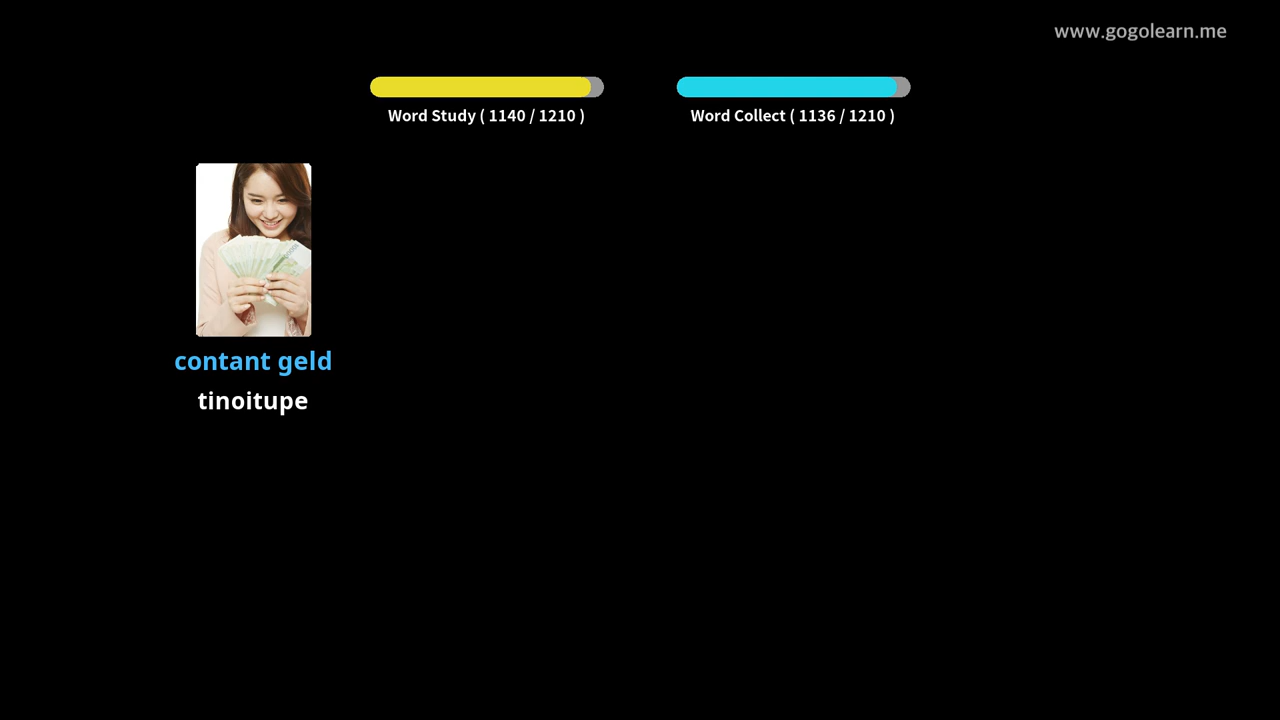 www.gogolearn.me
Word Study ( 1140 / 1210 )
Word Collect ( 1136 / 1210 )
contant geld
tinoitupe